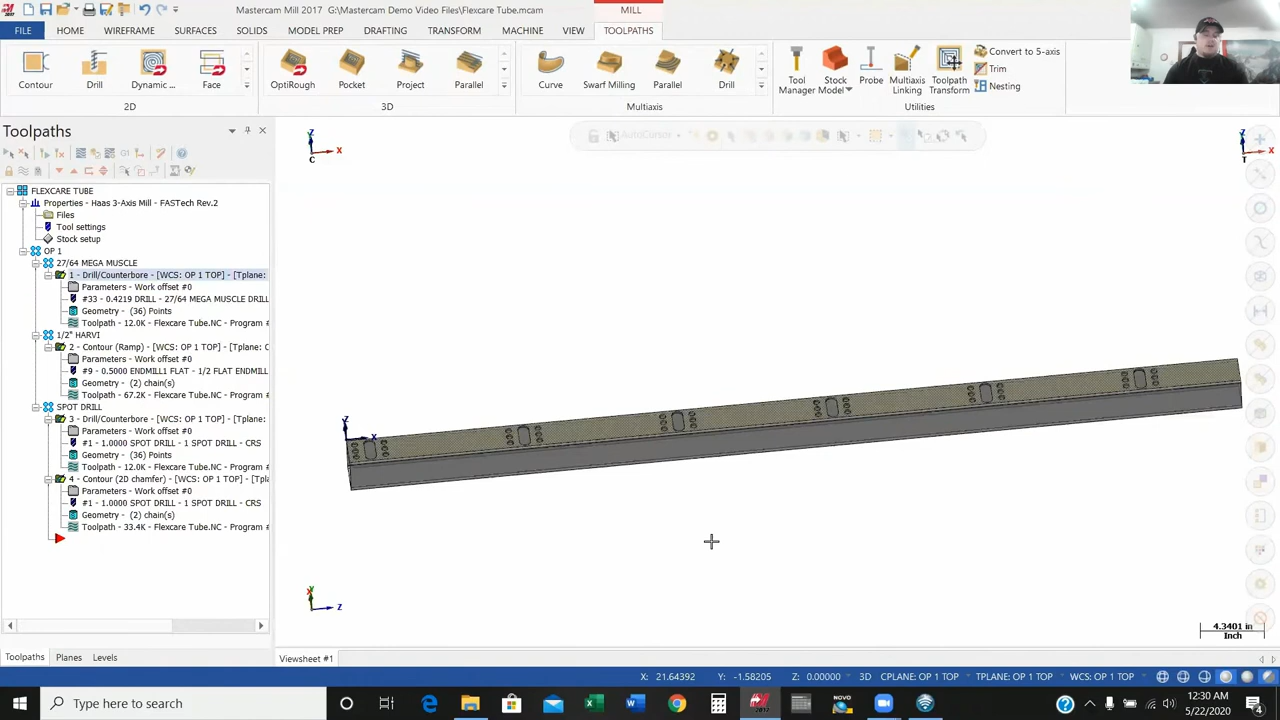 Mastercam Mill 2017  G:\Mastercam Demo Video Files\Flexcare Tube.mcam
MILL
FILE HOME WIREFRAME SURFACES SOLIDS MODEL PREP DRAFTING TRANSFORM MACHINE VIEW TOOLPATHS
Contour Drill Dynamic ... Face OptiRough Pocket Project Parallel Curve Swarf Milling Parallel Drill Tool Manager Stock Model Probe Multiaxis Linking Toolpath Transform
Convert to 5-axis
Trim
Nesting
2D 3D Multiaxis Utilities
Toolpaths
AutoCursor
G1
FLEXCARE TUBE
Properties - Haas 3-Axis Mill - FASTech Rev.2
Files
Tool settings
Stock setup
OP 1
27/64 MEGA MUSCLE
1 - Drill/Counterbore - [WCS: OP 1 TOP] - [Tplane:
Parameters - Work offset #0
#33 - 0.4219 DRILL - 27/64 MEGA MUSCLE DRIL
Geometry - (36) Points
Toolpath - 12.0K - Flexcare Tube.NC - Program #
1/2" HARVI
2 - Contour (Ramp) - [WCS: OP 1 TOP] - [Tplane: C
Parameters - Work offset #0
#9 - 0.5000 ENDMILL1 FLAT - 1/2 FLAT ENDMIL
Geometry - (2) chain(s)
Toolpath - 67.2K - Flexcare Tube.NC - Program #
SPOT DRILL
3 - Drill/Counterbore - [WCS: OP 1 TOP] - [Tplane:
Parameters - Work offset #0
#1 - 1.0000 SPOT DRILL - 1 SPOT DRILL - CRS
Geometry - (36) Points
Toolpath - 12.0K - Flexcare Tube.NC - Program #
4 - Contour (2D chamfer) - [WCS: OP 1 TOP] - [Tpl
Parameters - Work offset #0
#1 - 1.0000 SPOT DRILL - 1 SPOT DRILL - CRS
Geometry - (2) chain(s)
Toolpath - 33.4K - Flexcare Tube.NC - Program #
Z
X
C
Z
X
T
Z
X
Y
X
Z
4.3401 in
Inch
Toolpaths Planes Levels
Viewsheet #1
X: 21.64392 Y: -1.58205 Z: 0.00000 3D CPLANE: OP 1 TOP TPLANE: OP 1 TOP WCS: OP 1 TOP
Type here to search
NOVO
12:30 AM
5/22/2020